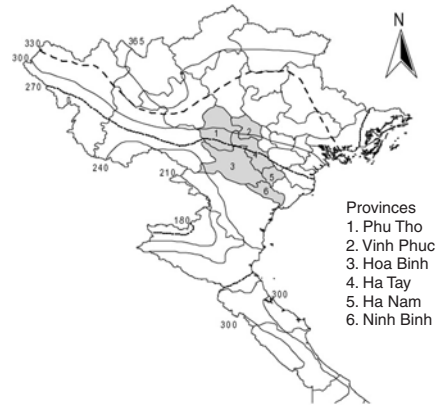 N
365
330
300
270
240
210
180
300
300
1
2
3
4
5
6
Provinces
1. Phu Tho
2. Vinh Phuc
3. Hoa Binh
4. Ha Tay
5. Ha Nam
6. Ninh Binh